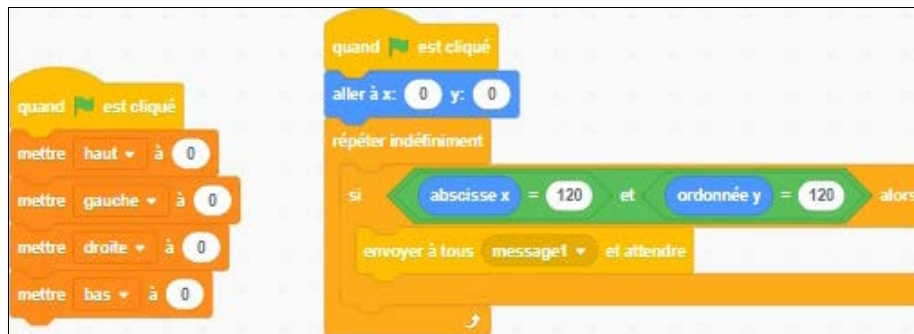 quand est cliqué
mettre haut à 0
mettre gauche à 0
mettre droite à 0
mettre bas à 0
quand est cliqué
aller à x: 0 y: 0
répéter indéfiniment
si abscisse x = 120 et ordonnée y = 120 alors
envoyer à tous message1 et attendre